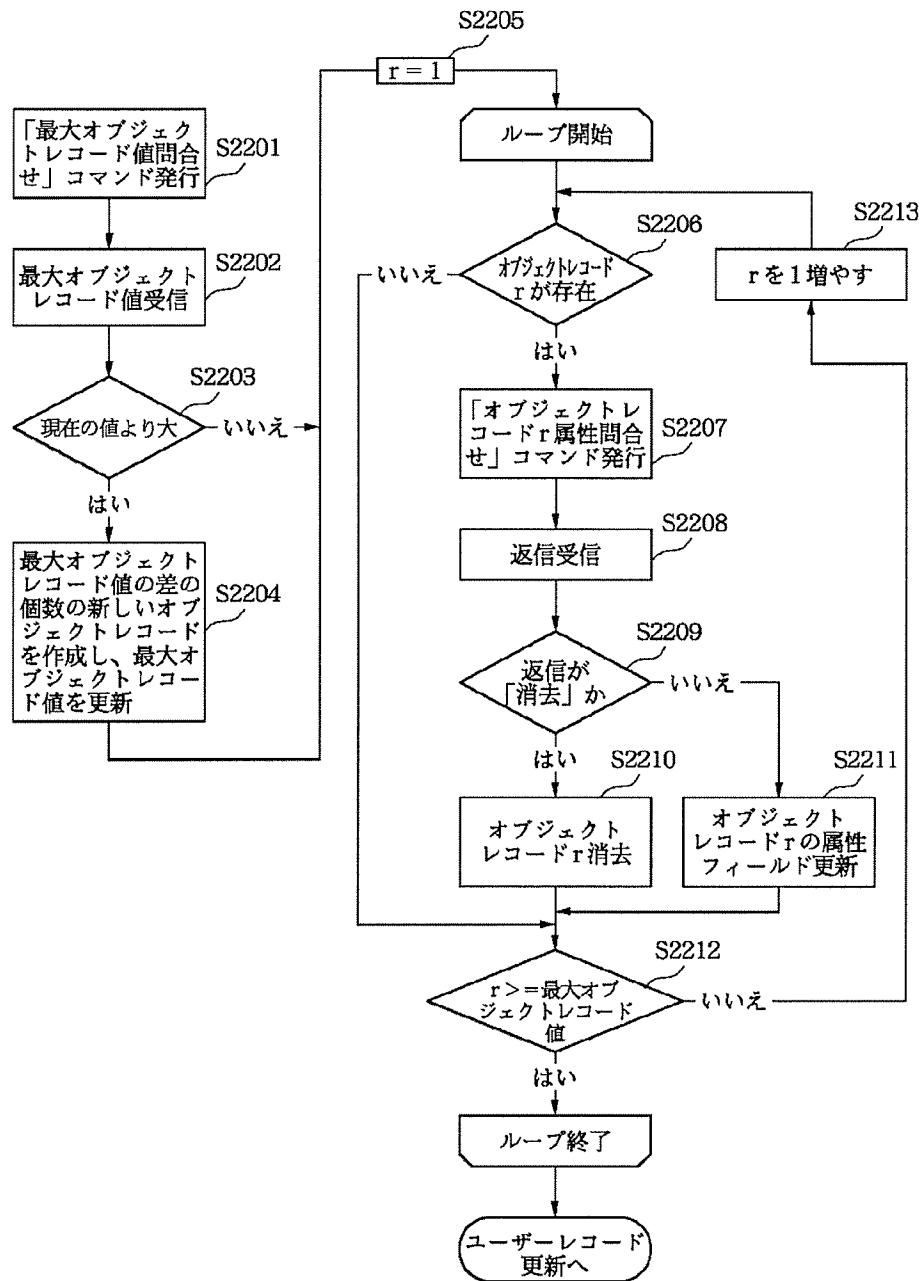 S2205
r＝1
「最大オブジェク
トレコード値問合
せ」コマンド発行
S2201
最大オブジェクト
レコード値受信
S2202
現在の値より大
S2203
いいえ
はい
最大オブジェクト
レコード値の差の
個数の新しいオブ
ジェクトレコード
を作成し、最大オ
ブジェクトレコー
ド値を更新
S2204
ループ開始
オブジェクトレコード
rが存在
S2206
いいえ
はい
S2213
rを1増やす
「オブジェクトレ
コードr属性問合
せ」コマンド発行
S2207
返信受信
S2208
返信が
「消去」か
S2209
いいえ
はい
S2210
オブジェクト
レコードr消去
S2211
オブジェクト
レコードrの属性
フィールド更新
S2212
r＞＝最大オブ
ジェクトレコード
値
いいえ
はい
ループ終了
ユーザーレコード
更新へ